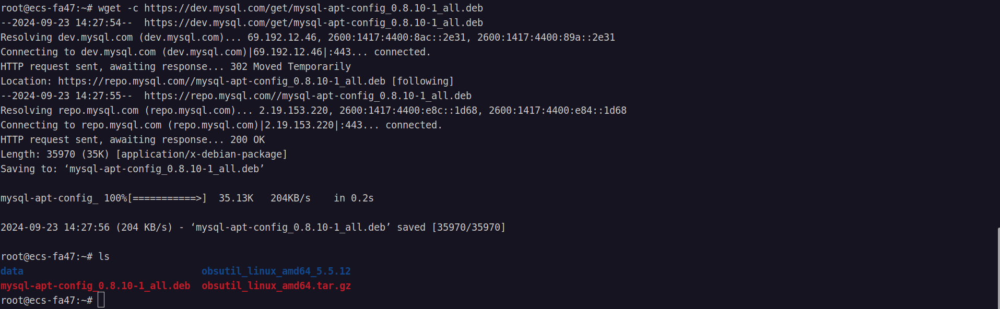 root@ecs-fa47:~# wget -c https://dev.mysql.com/get/mysql-apt-config_0.8.10-1_all.deb
--2024-09-23 14:27:54--  https://dev.mysql.com/get/mysql-apt-config_0.8.10-1_all.deb
Resolving dev.mysql.com (dev.mysql.com)... 69.192.12.46, 2600:1417:4400:8ac::2e31, 2600:1417:4400:89a::2e31
Connecting to dev.mysql.com (dev.mysql.com)|69.192.12.46|:443... connected.
HTTP request sent, awaiting response... 302 Moved Temporarily
Location: https://repo.mysql.com//mysql-apt-config_0.8.10-1_all.deb [following]
--2024-09-23 14:27:55--  https://repo.mysql.com//mysql-apt-config_0.8.10-1_all.deb
Resolving repo.mysql.com (repo.mysql.com)... 2.19.153.220, 2600:1417:4400:e8c::1d68, 2600:1417:4400:e84::1d68
Connecting to repo.mysql.com (repo.mysql.com)|2.19.153.220|:443... connected.
HTTP request sent, awaiting response... 200 OK
Length: 35970 (35K) [application/x-debian-package]
Saving to: ‘mysql-apt-config_0.8.10-1_all.deb’
mysql-apt-config_ 100%[===========>]  35.13K   204KB/s    in 0.2s
2024-09-23 14:27:56 (204 KB/s) - ‘mysql-apt-config_0.8.10-1_all.deb’ saved [35970/35970]
root@ecs-fa47:~# ls
data                               obsutil_linux_amd64_5.5.12
mysql-apt-config_0.8.10-1_all.deb  obsutil_linux_amd64.tar.gz
root@ecs-fa47:~#